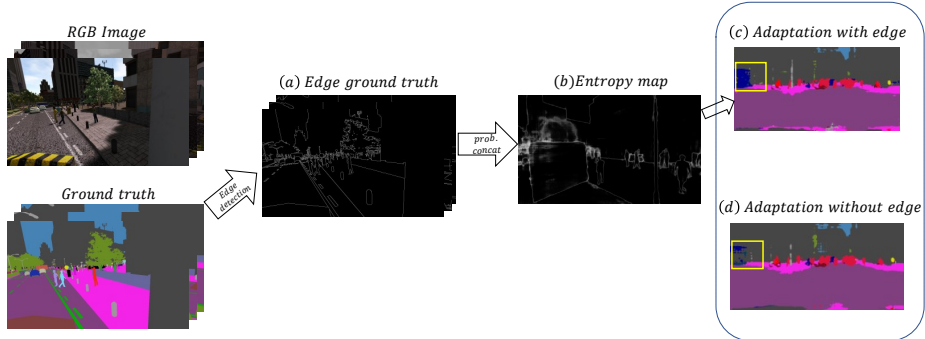 RGB Image
Ground truth
Edge
detection
(a) Edge ground truth
prob.
concat
(b)Entropy map
(c) Adaptation with edge
(d) Adaptation without edge